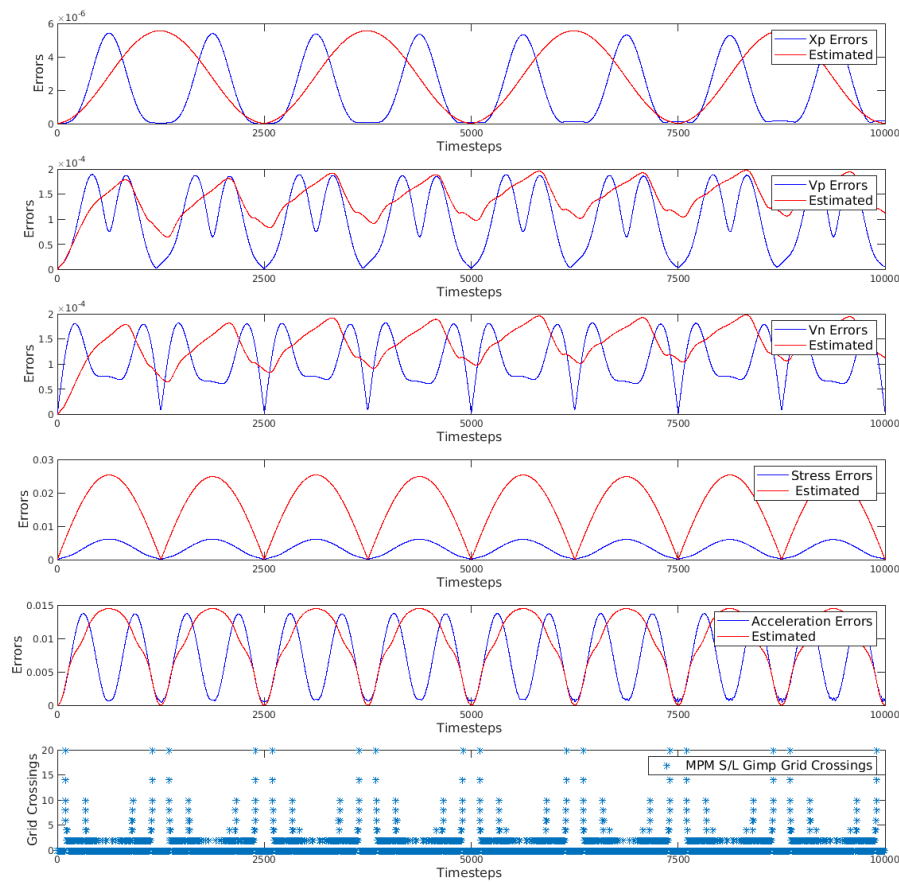 ×10^-6
6
4
2
0
Errors
Xp Errors
Estimated
0
2500
5000
7500
10000
Timesteps
×10^-4
2
1.5
1
0.5
0
Errors
Vp Errors
Estimated
0
2500
5000
7500
10000
Timesteps
×10^-4
2
1.5
1
0.5
0
Errors
Vn Errors
Estimated
0
2500
5000
7500
10000
Timesteps
0.03
0.02
0.01
0
Errors
Stress Errors
Estimated
0
2500
5000
7500
10000
Timesteps
0.015
0.01
0.005
0
Errors
Acceleration Errors
Estimated
0
2500
5000
7500
10000
Timesteps
20
15
10
5
0
Grid Crossings
MPM S/L Gimp Grid Crossings
0
2500
5000
7500
10000
Timesteps